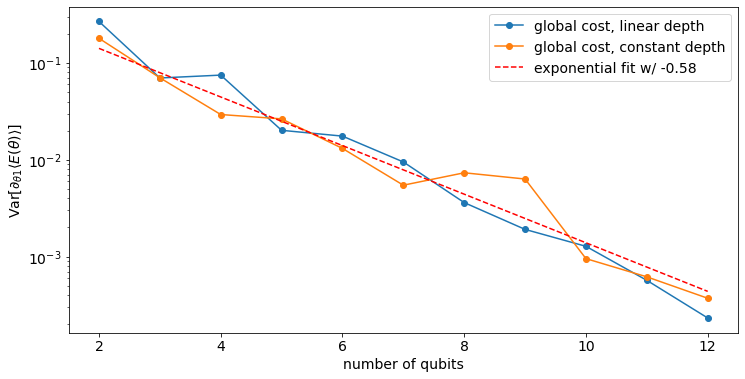 global cost, linear depth
global cost, constant depth
exponential fit w/ -0.58
Var[∂θ1⟨E(θ)⟩]
10⁻¹
10⁻²
10⁻³
2 4 6 8 10 12
number of qubits